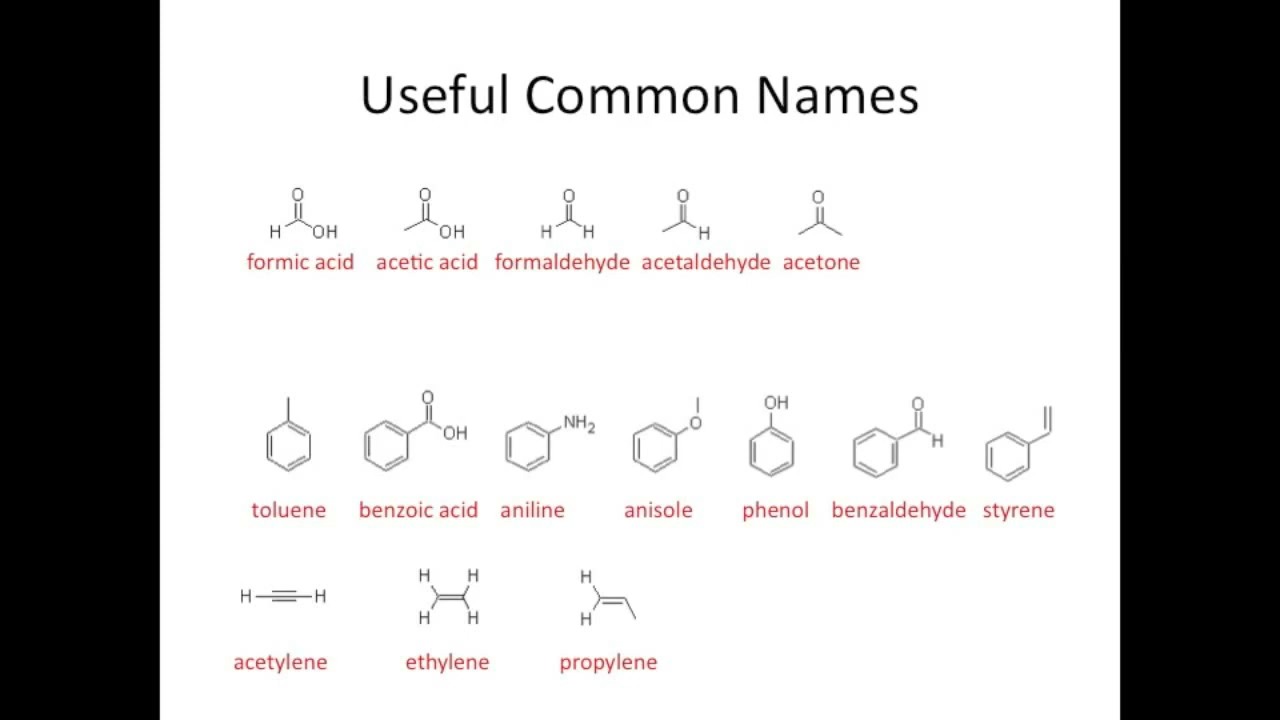 Useful Common Names
O O O O O
H OH OH H H H
formic acid acetic acid formaldehyde acetaldehyde acetone
O OH O
OH NH2 O H
toluene benzoic acid aniline anisole phenol benzaldehyde styrene
H H H
H H
H H H
acetylene ethylene propylene